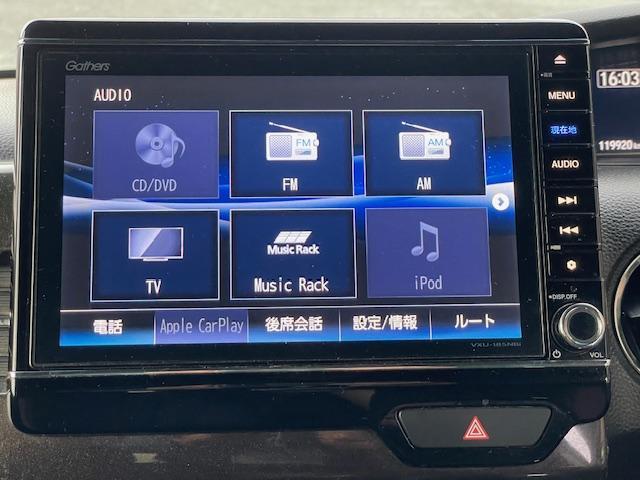 Gathers
AUDIO
CD/DVD
FM
FM
AM
AM
TV
Music Rack
Music Rack
iPod
電話
Apple CarPlay
後席会話
設定/情報
ルート
VXU-185NBi
MENU
現在地
AUDIO
DISP.OFF
VOL
16:03
119920